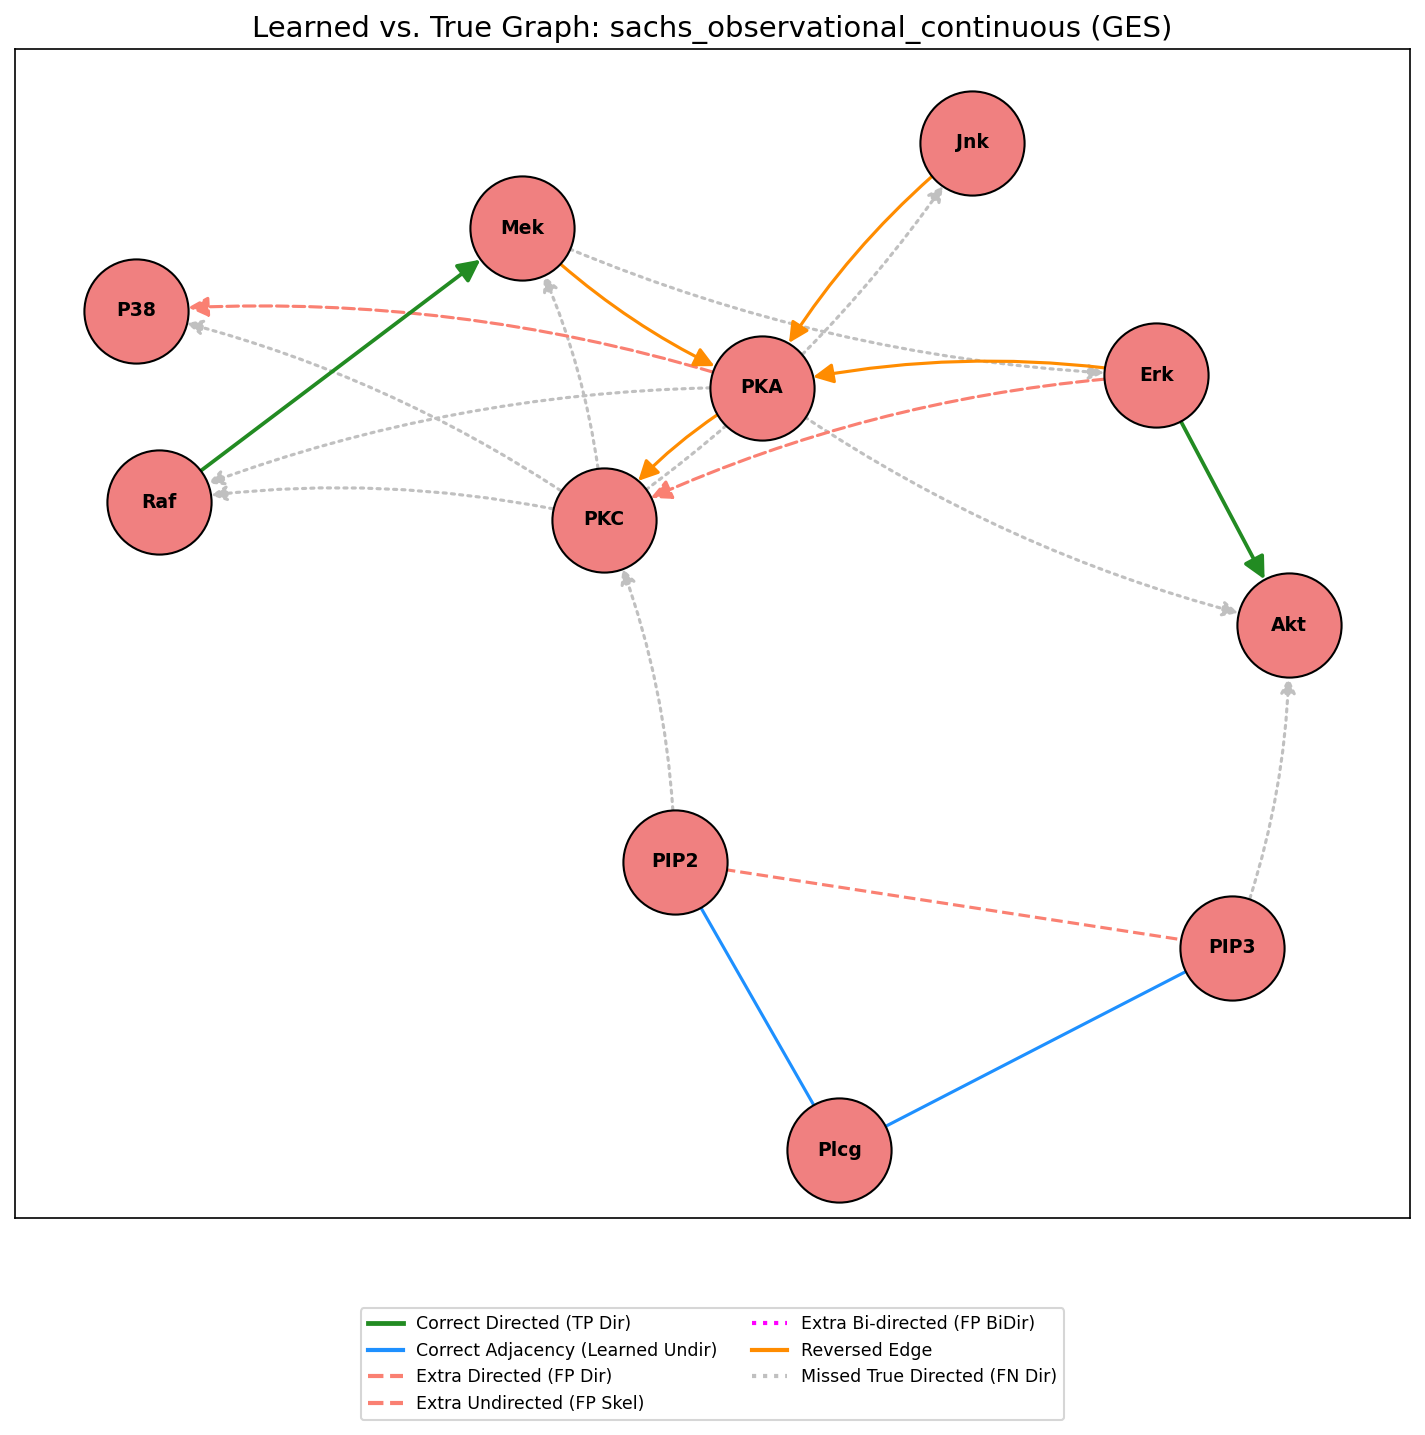 Learned vs. True Graph: sachs_observational_continuous (GES)
Jnk
Mek
P38
Erk
PKA
Raf
PKC
Akt
PIP2
PIP3
Plcg
Correct Directed (TP Dir)
Correct Adjacency (Learned Undir)
Extra Directed (FP Dir)
Extra Undirected (FP Skel)
Extra Bi-directed (FP BiDir)
Reversed Edge
Missed True Directed (FN Dir)